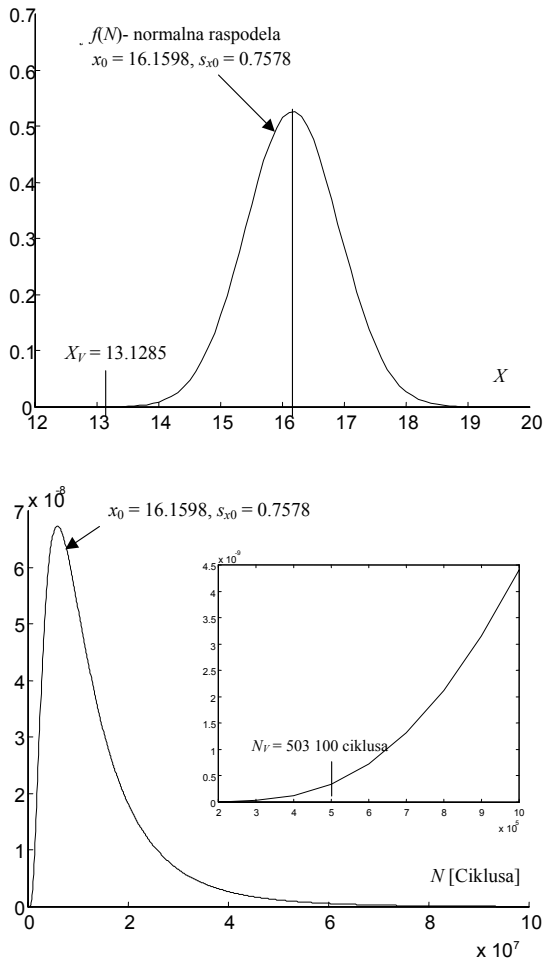 0.7
f(N)- normalna raspodela
x0 = 16.1598, sx0 = 0.7578
0.6
0.5
0.4
0.3
0.2
0.1
XV = 13.1285
X
0
12 13 14 15 16 17 18 19 20
x 10-8
x0 = 16.1598, sx0 = 0.7578
7
6
5
4
3
2
1
0
x 10-9
4.5
4
3.5
3
2.5
2
1.5
1
0.5
0
NV = 503 100 ciklusa
2 3 4 5 6 7 8 9 10
x 105
N [Ciklusa]
0 2 4 6 8 10
x 107